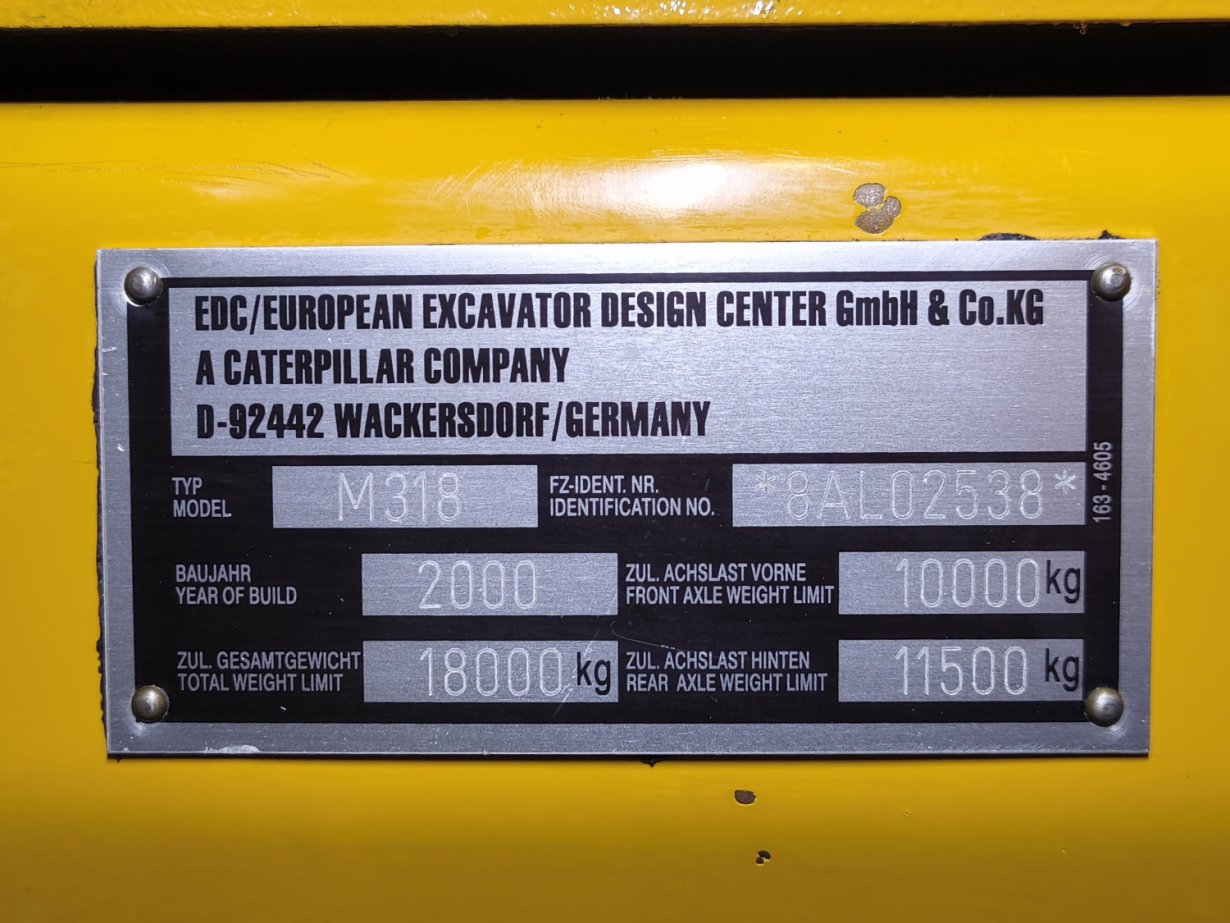 EDC/EUROPEAN EXCAVATOR DESIGN CENTER GmbH & Co.KG
A CATERPILLAR COMPANY
D-92442 WACKERSDORF/GERMANY
TYP
MODEL
M318
FZ-IDENT. NR.
IDENTIFICATION NO.
*8AL02538*
163-4605
BAUJAHR
YEAR OF BUILD
2000
ZUL. ACHSLAST VORNE
FRONT AXLE WEIGHT LIMIT
10000 kg
ZUL. GESAMTGEWICHT
TOTAL WEIGHT LIMIT
18000 kg
ZUL. ACHSLAST HINTEN
REAR AXLE WEIGHT LIMIT
11500 kg